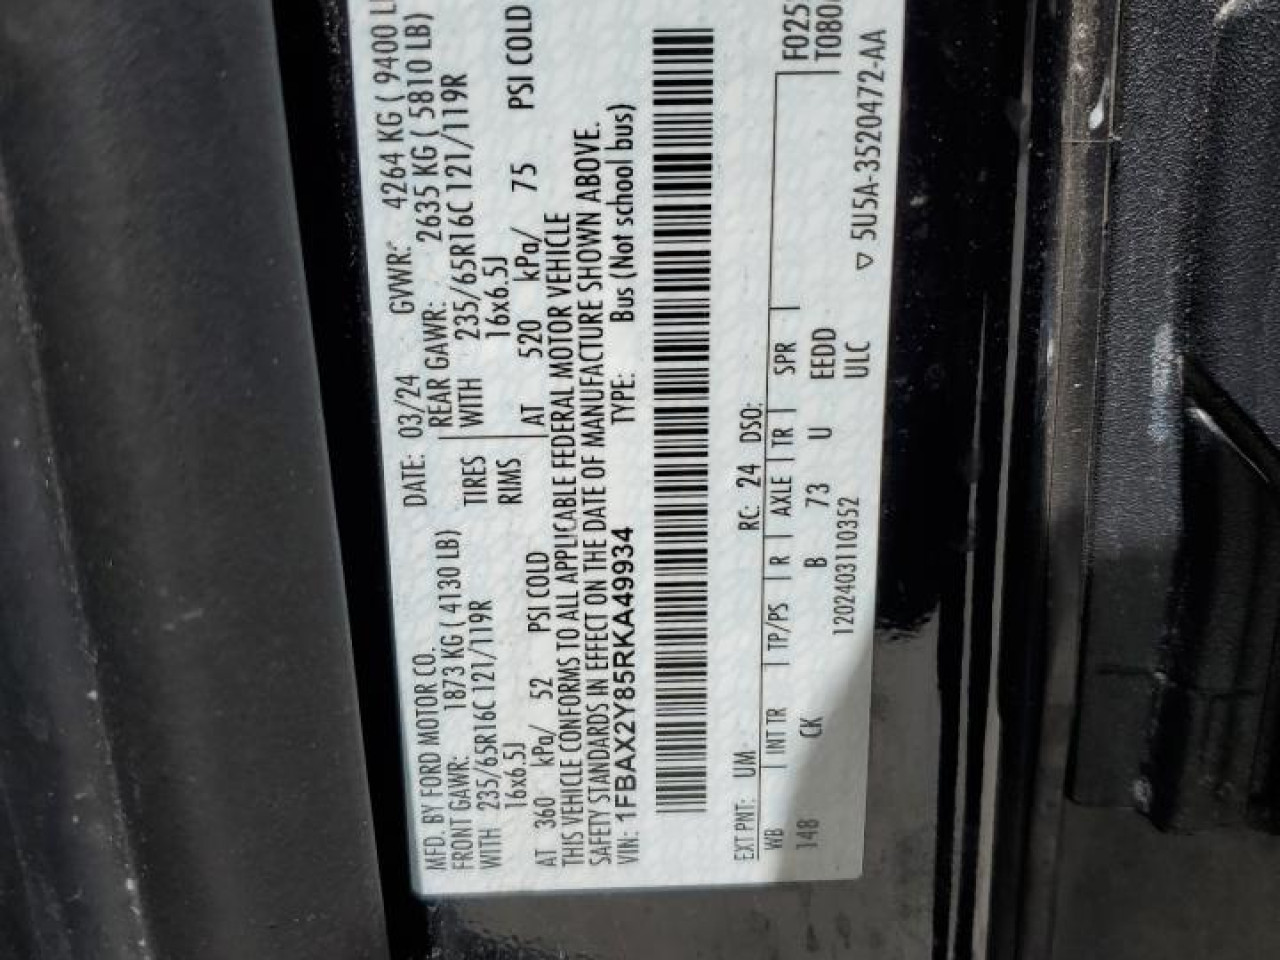 MFD. BY FORD MOTOR CO. DATE: 03/24 GVWR: 4264 KG ( 9400
FRONT GAWR: 1873 KG ( 4130 LB) REAR GAWR: 2635 KG ( 5810 LB)
WITH 235/65R16C 121/119R TIRES WITH 235/65R16C 121/119R
16x6.5J RIMS 16x6.5J
AT 360 kPa/ 52 PSI COLD AT 520 kPa/ 75 PSI COLD
THIS VEHICLE CONFORMS TO ALL APPLICABLE FEDERAL MOTOR VEHICLE
SAFETY STANDARDS IN EFFECT ON THE DATE OF MANUFACTURE SHOWN ABOVE.
VIN: 1FBAX2Y85RKA49934 TYPE: Bus (Not school bus)
EXT PNT: UM RC: 24 DSO: F025
WB INT TR TP/PS R AXLE TR SPR T080
148 CK B 73 U EEDD
1202403110352 ULC
▽ 5U5A-3520472-AA